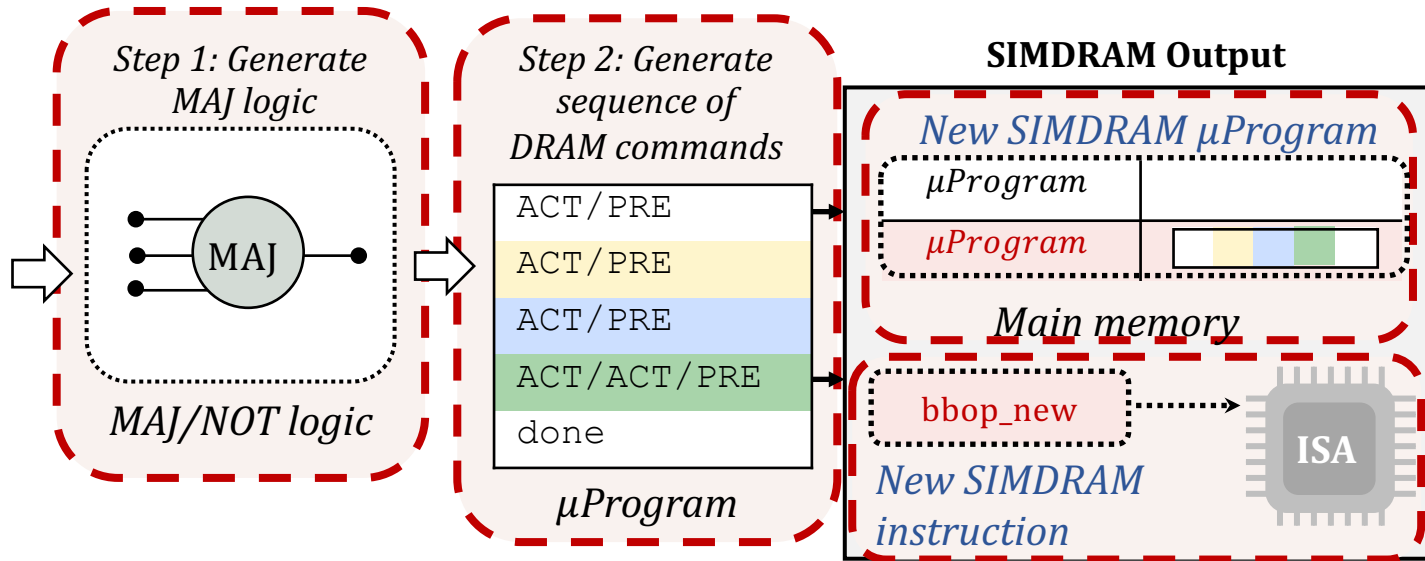 Step 1: Generate
MAJ logic
MAJ
MAJ/NOT logic
Step 2: Generate
sequence of
DRAM commands
ACT/PRE
ACT/PRE
ACT/PRE
ACT/ACT/PRE
done
μProgram
SIMDRAM Output
New SIMDRAM μProgram
μProgram
μProgram
Main memory
bbop_new
ISA
New SIMDRAM
instruction